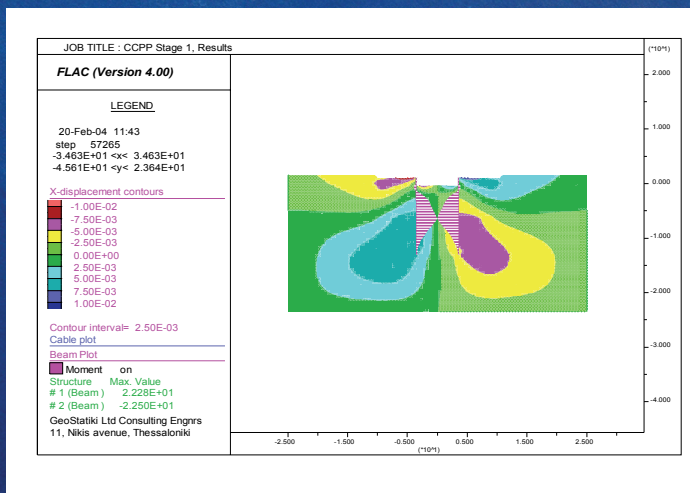 JOB TITLE : CCPP Stage 1, Results
FLAC (Version 4.00)
LEGEND
20-Feb-04 11:43
step 57265
-3.463E+01 <x< 3.463E+01
-4.561E+01 <y< 2.364E+01
X-displacement contours
-1.00E-02
-7.50E-03
-5.00E-03
-2.50E-03
0.00E+00
2.50E-03
5.00E-03
7.50E-03
1.00E-02
Contour interval= 2.50E-03
Cable plot
Beam Plot
Moment on
Structure Max. Value
# 1 (Beam ) 2.228E+01
# 2 (Beam ) -2.250E+01
GeoStatiki Ltd Consulting Engnrs
11, Nikis avenue, Thessaloniki
(*10^1)
2.000
1.000
0.000
-1.000
-2.000
-3.000
-4.000
-2.500 -1.500 -0.500 0.500 1.500 2.500
(*10^1)